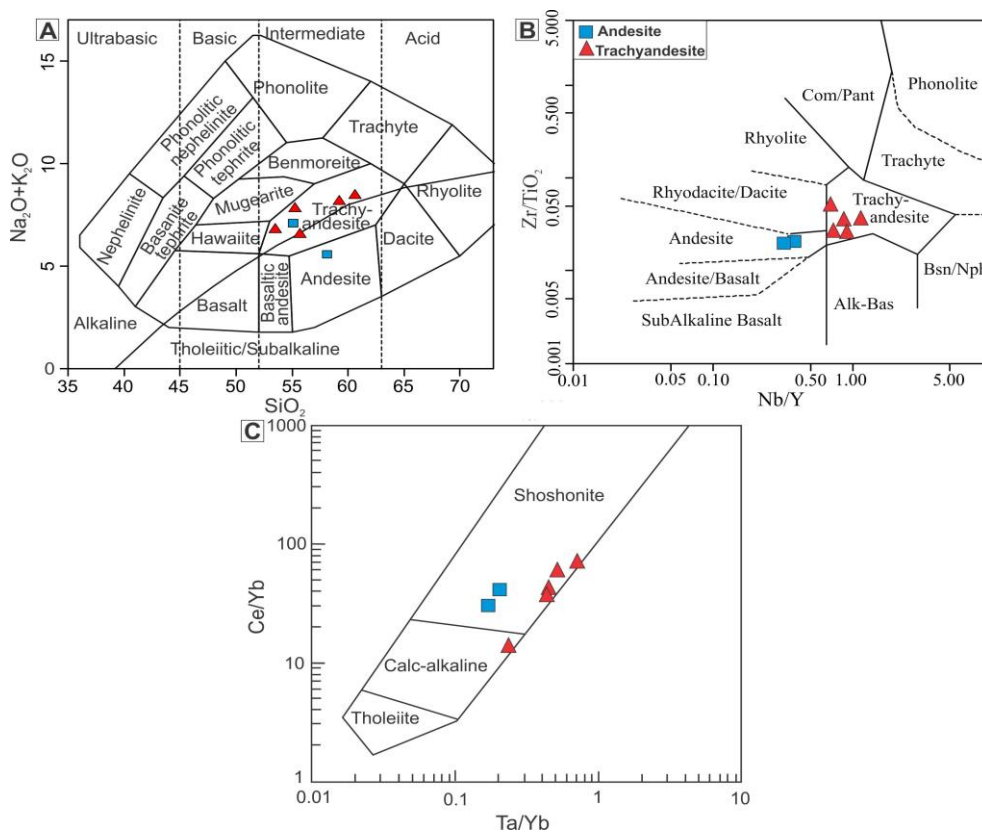 A
Ultrabasic
Basic
Intermediate
Acid
15
10
5
0
Na₂O+K₂O
Phonolite
Phonolitic
nephelinite
Phonolitic
tephrite
Trachyte
Benmoreite
Mugearite
Rhyolite
Nephelinite
Basanite
tephrite
Hawaiite
Trachy-
andesite
Dacite
Basalt
Basaltic
andesite
Andesite
Alkaline
Tholeiitic/Subalkaline
35 40 45 50 55 60 65 70
SiO₂
B
Andesite
Trachyandesite
5.000
0.500
0.050
0.005
0.001
Zr/TiO₂
Com/Pant
Phonolite
Rhyolite
Trachyte
Rhyodacite/Dacite
Trachy-
andesite
Andesite
Andesite/Basalt
Bsn/Nph
SubAlkaline Basalt
Alk-Bas
0.01 0.10 0.50 1.00 5.00
Nb/Y
C
1000
100
10
1
Ce/Yb
Shoshonite
Calc-alkaline
Tholeiite
0.01 0.1 1 10
Ta/Yb